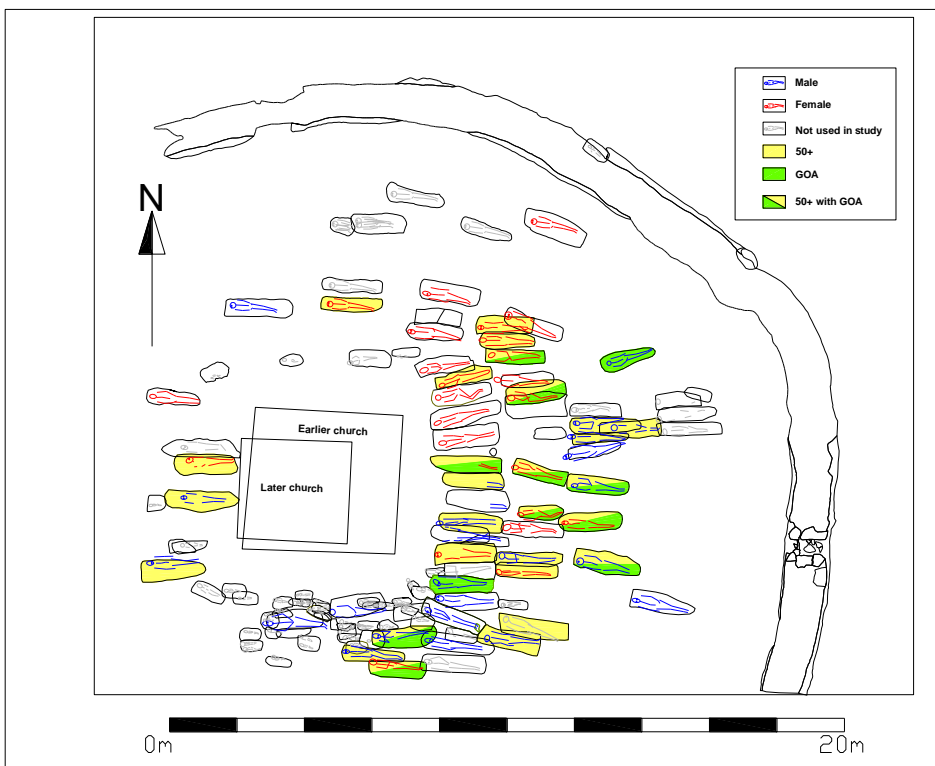 Male
Female
Not used in study
50+
GOA
50+ with GOA
N
Earlier church
Later church
0m
20m